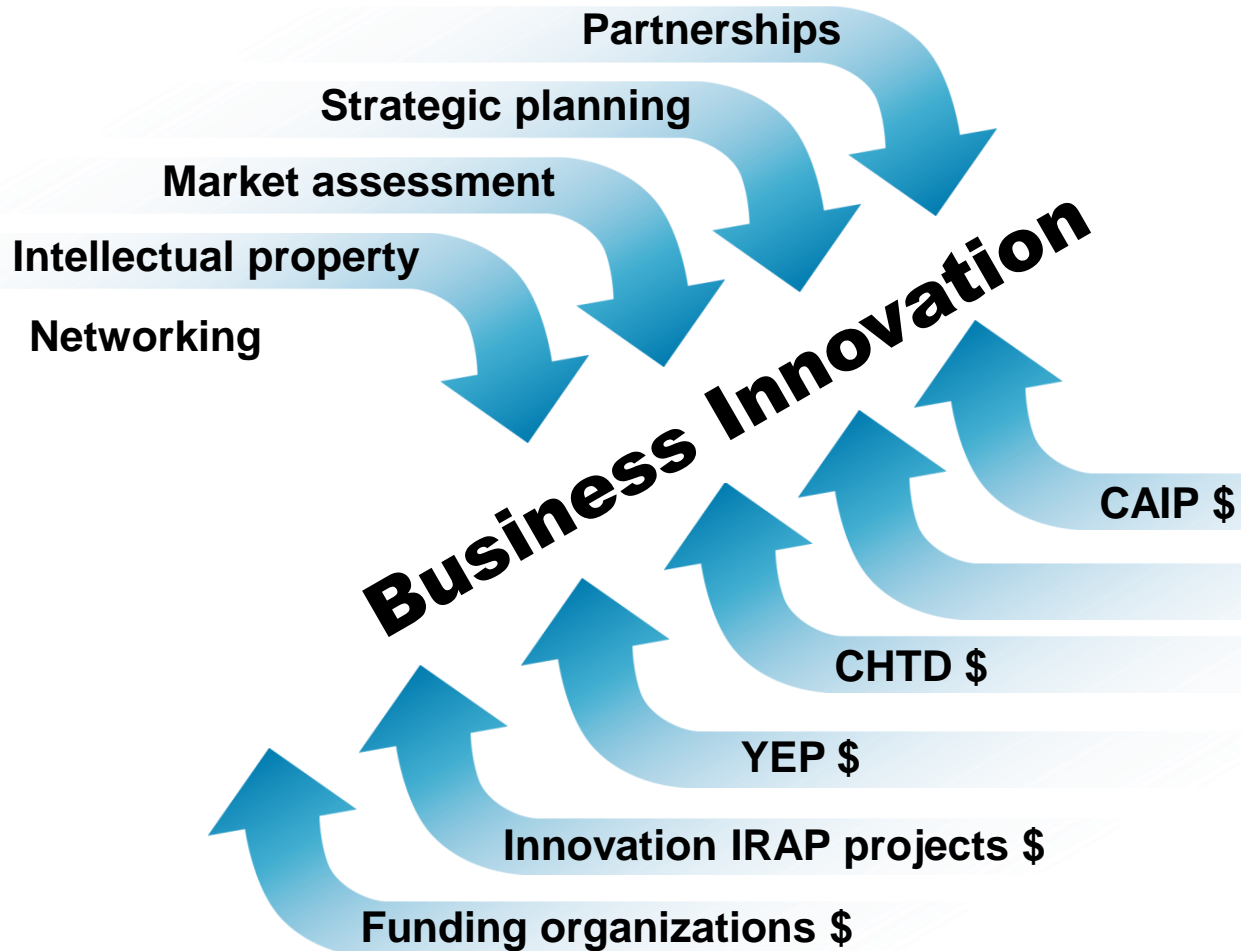 Partnerships
Strategic planning
Market assessment
Intellectual property
Networking
Business Innovation
CAIP $
CHTD $
YEP $
Innovation IRAP projects $
Funding organizations $